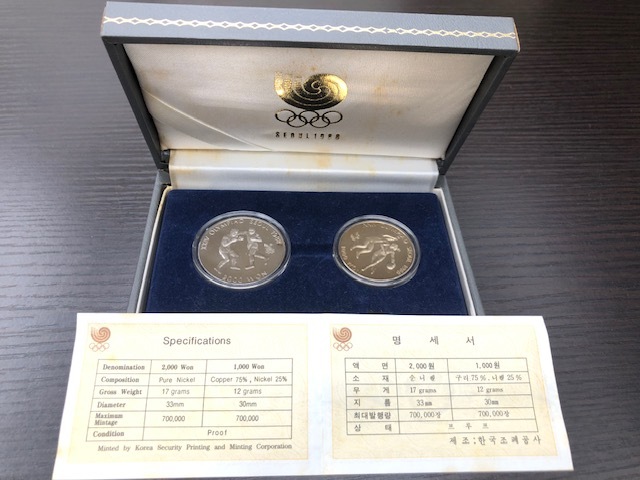 SEOUL 1988
2000 WON
Specifications
Denomination 2,000 Won 1,000 Won
Composition Pure Nickel Copper 75%, Nickel 25%
Gross Weight 17 grams 12 grams
Diameter 33mm 30mm
Maximum Mintage 700,000 700,000
Condition Proof
Minted by Korea Security Printing and Minting Corporation
명 세 서
액 면 2,000원 1,000원
소 재 순 니 켈 구리.75%, 니켈 25%
무 게 17 grams 12 grams
지 름 33mm 30mm
최대발행량 700,000장 700,000장
상 태 프 루 프
제 조 : 한국조폐공사